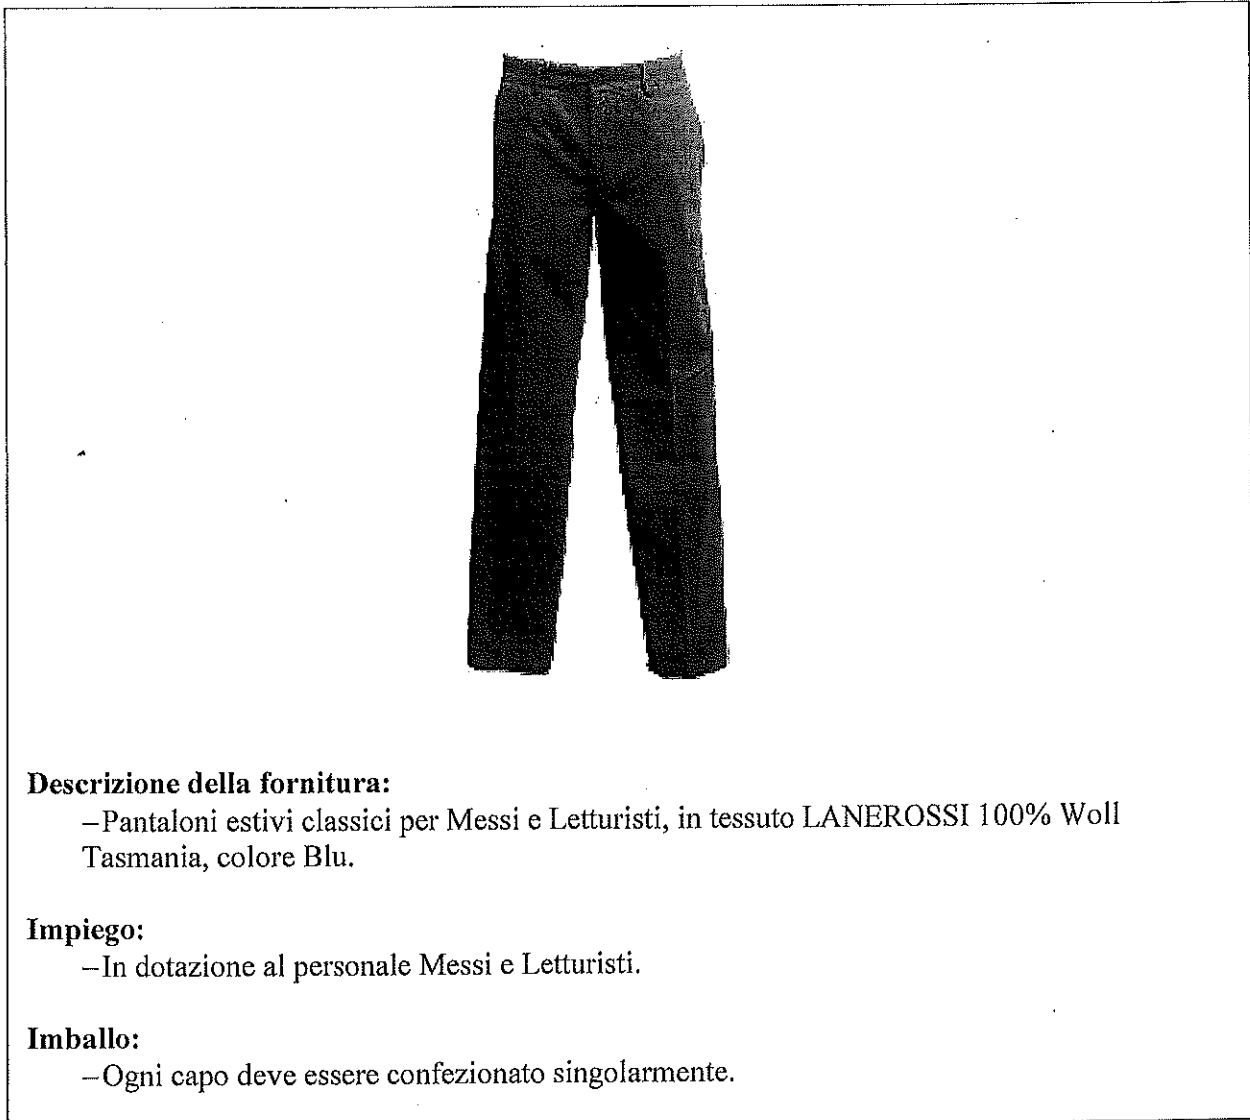 Descrizione della fornitura:
–Pantaloni estivi classici per Messi e Letturisti, in tessuto LANEROSSI 100% Woll
Tasmania, colore Blu.
Impiego:
–In dotazione al personale Messi e Letturisti.
Imballo:
–Ogni capo deve essere confezionato singolarmente.